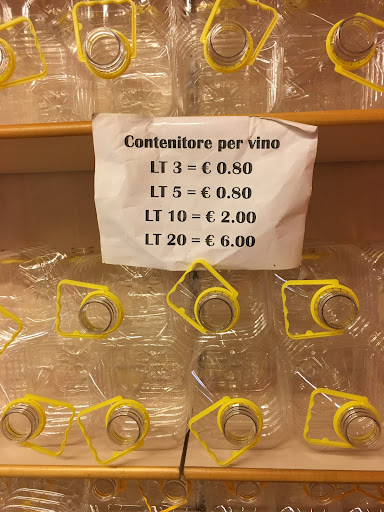 Contenitore per vino
LT 3 = € 0.80
LT 5 = € 0.80
LT 10 = € 2.00
LT 20 = € 6.00